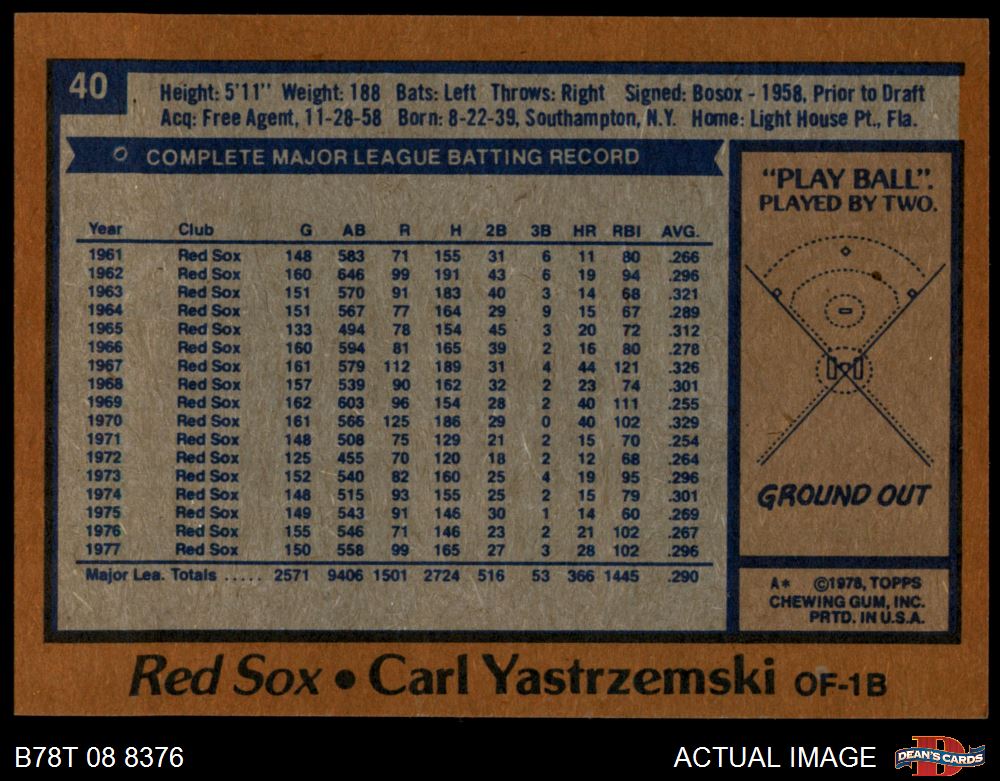 40
Height: 5'11" Weight: 188 Bats: Left Throws: Right Signed: Bosox - 1958, Prior to Draft
Acq: Free Agent, 11-28-58 Born: 8-22-39, Southampton, N.Y. Home: Light House Pt., Fla.
COMPLETE MAJOR LEAGUE BATTING RECORD
Year Club G AB R H 2B 3B HR RBI AVG.
1961 Red Sox 148 583 71 155 31 6 11 80 .266
1962 Red Sox 160 646 99 191 43 6 19 94 .296
1963 Red Sox 151 570 91 183 40 3 14 68 .321
1964 Red Sox 151 567 77 164 29 9 15 67 .289
1965 Red Sox 133 494 78 154 45 3 20 72 .312
1966 Red Sox 160 594 81 165 39 2 16 80 .278
1967 Red Sox 161 579 112 189 31 4 44 121 .326
1968 Red Sox 157 539 90 162 32 2 23 74 .301
1969 Red Sox 162 603 96 154 28 2 40 111 .255
1970 Red Sox 161 566 125 186 29 0 40 102 .329
1971 Red Sox 148 508 75 129 21 2 15 70 .254
1972 Red Sox 125 455 70 120 18 2 12 68 .264
1973 Red Sox 152 540 82 160 25 4 19 95 .296
1974 Red Sox 148 515 93 155 25 2 15 79 .301
1975 Red Sox 149 543 91 146 30 1 14 60 .269
1976 Red Sox 155 546 71 146 23 2 21 102 .267
1977 Red Sox 150 558 99 165 27 3 28 102 .296
Major Lea. Totals ..... 2571 9406 1501 2724 516 53 366 1445 .290
"PLAY BALL".
PLAYED BY TWO.
GROUND OUT
A* ©1978, TOPPS
CHEWING GUM, INC.
PRTD. IN U.S.A.
Red Sox • Carl Yastrzemski OF-1B
B78T 08 8376
ACTUAL IMAGE
D
DEAN'S CARDS